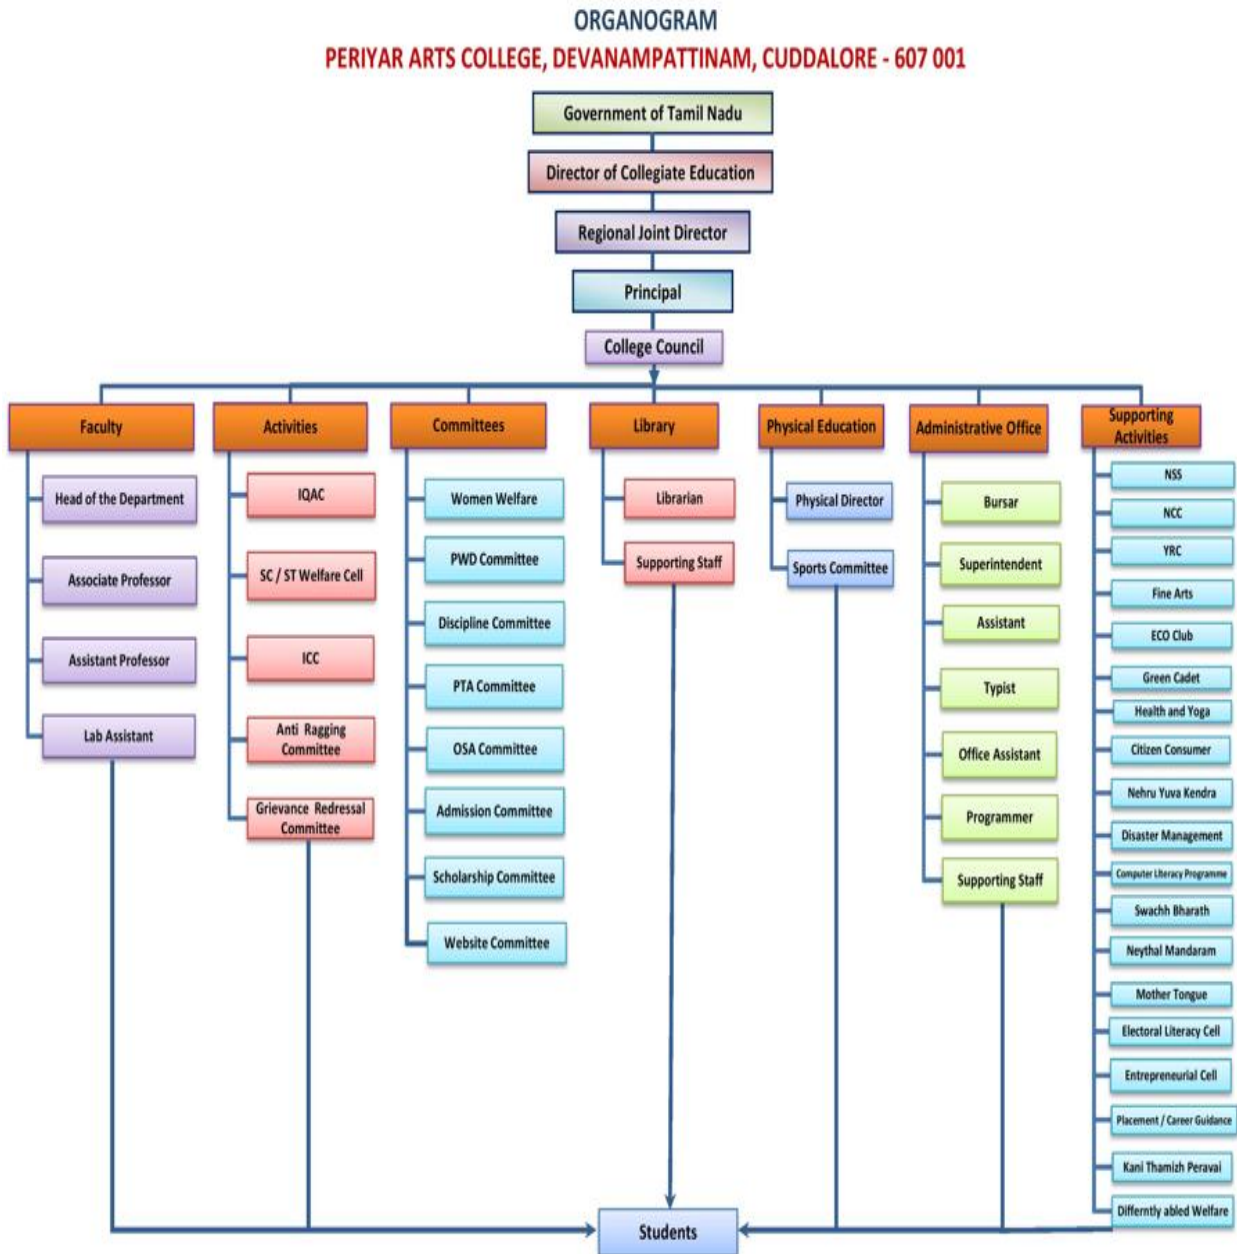 ORGANOGRAM
PERIYAR ARTS COLLEGE, DEVANAMPATTINAM, CUDDALORE - 607 001
Government of Tamil Nadu
Director of Collegiate Education
Regional Joint Director
Principal
College Council
Faculty
Head of the Department
Associate Professor
Assistant Professor
Lab Assistant
Activities
IQAC
SC / ST Welfare Cell
ICC
Anti Ragging
Committee
Grievance Redressal
Committee
Committees
Women Welfare
PWD Committee
Discipline Committee
PTA Committee
OSA Committee
Admission Committee
Scholarship Committee
Website Committee
Library
Librarian
Supporting Staff
Physical Education
Physical Director
Sports Committee
Administrative Office
Bursar
Superintendent
Assistant
Typist
Office Assistant
Programmer
Supporting Staff
Supporting
Activities
NSS
NCC
YRC
Fine Arts
ECO Club
Green Cadet
Health and Yoga
Citizen Consumer
Nehru Yuva Kendra
Disaster Management
Computer Literacy Programme
Swachh Bharath
Neythal Mandaram
Mother Tongue
Electoral Literacy Cell
Entrepreneurial Cell
Placement / Career Guidance
Kani Thamizh Peravai
Differntly abled Welfare
Students